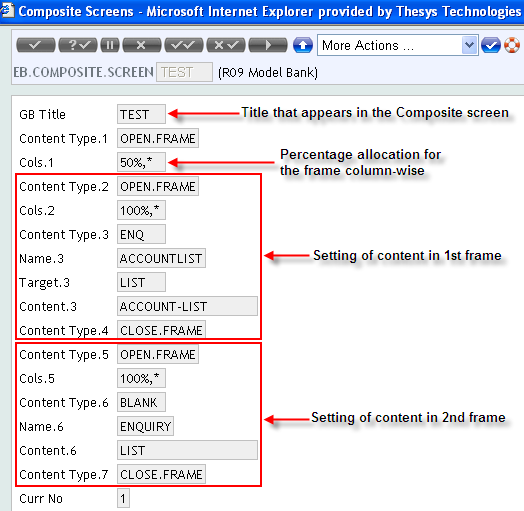 Composite Screens - Microsoft Internet Explorer provided by Thesys Technologies
More Actions ...
EB.COMPOSITE.SCREEN TEST (R09 Model Bank)
GB Title TEST Title that appears in the Composite screen
Content Type.1 OPEN.FRAME
Cols.1 50%,* Percentage allocation for
the frame column-wise
Content Type.2 OPEN.FRAME
Cols.2 100%,*
Content Type.3 ENQ
Name.3 ACCOUNTLIST Setting of content in 1st frame
Target.3 LIST
Content.3 ACCOUNT-LIST
Content Type.4 CLOSE.FRAME
Content Type.5 OPEN.FRAME
Cols.5 100%,*
Content Type.6 BLANK
Name.6 ENQUIRY Setting of content in 2nd frame
Content.6 LIST
Content Type.7 CLOSE.FRAME
Curr No 1